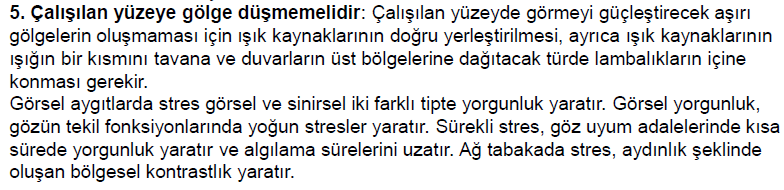 5. Çalışılan yüzeye gölge düşmemelidir: Çalışılan yüzeyde görmeyi güçleştirecek aşırı
gölgelerin oluşmaması için ışık kaynaklarının doğru yerleştirilmesi, ayrıca ışık kaynaklarının
ışığın bir kısmını tavana ve duvarların üst bölgelerine dağıtacak türde lambalıkların içine
konması gerekir.
Görsel aygıtlarda stres görsel ve sinirsel iki farklı tipte yorgunluk yaratır. Görsel yorgunluk,
gözün tekil fonksiyonlarında yoğun stresler yaratır. Sürekli stres, göz uyum adalelerinde kısa
sürede yorgunluk yaratır ve algılama sürelerini uzatır. Ağ tabakada stres, aydınlık şeklinde
oluşan bölgesel kontrastlık yaratır.